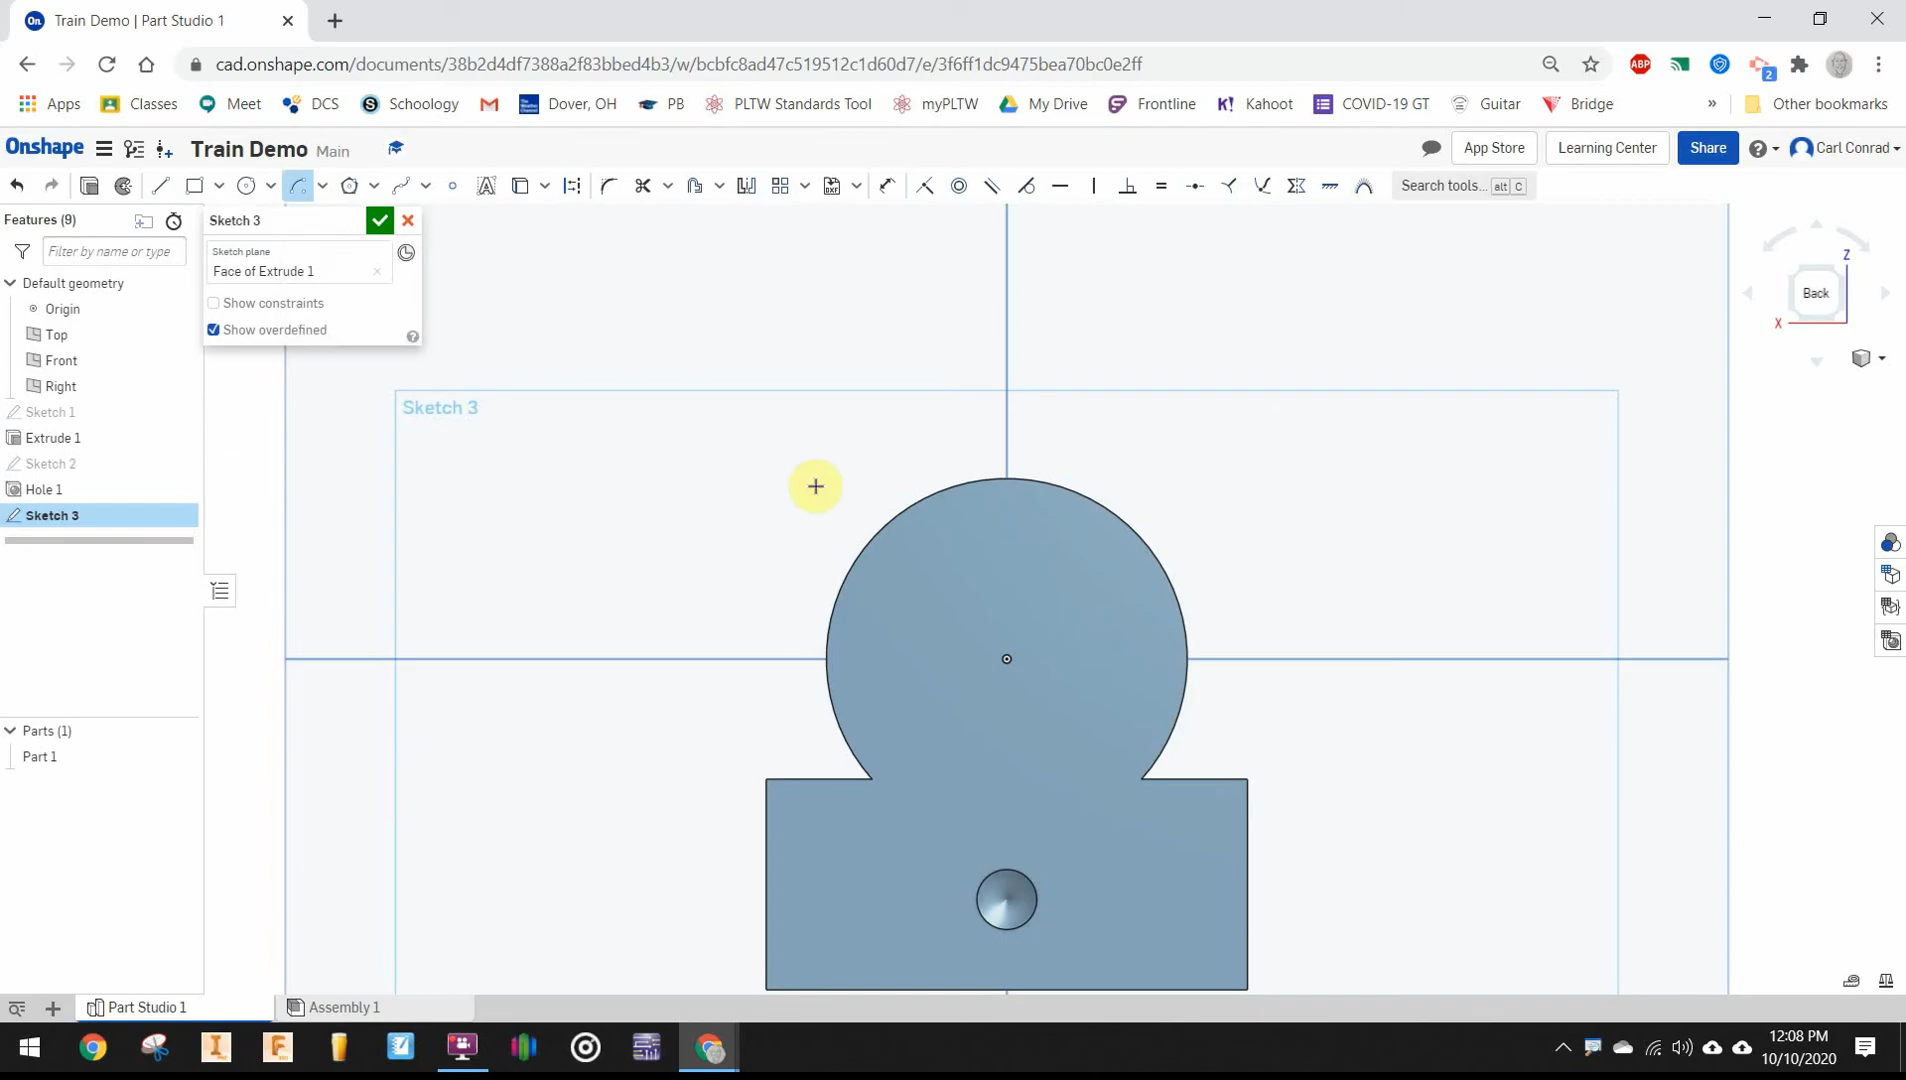 Train Demo | Part Studio 1
cad.onshape.com/documents/38b2d4df7388a2f83bbed4b3/w/bcbfc8ad47c519512c1d60d7/e/3f6ff1dc9475bea70bc0e2ff
ABP
2
Apps
Classes
Meet
DCS
Schoology
Dover, OH
PB
PLTW Standards Tool
myPLTW
My Drive
Frontline
Kahoot
COVID-19 GT
Guitar
Bridge
»
Other bookmarks
Onshape
Train Demo Main
App Store
Learning Center
Share
Carl Conrad
Search tools... alt C
Features (9)
Filter by name or type
Default geometry
Origin
Top
Front
Right
Sketch 1
Extrude 1
Sketch 2
Hole 1
Sketch 3
Sketch 3
Sketch plane
Face of Extrude 1
Show constraints
Show overdefined
Sketch 3
Z
Back
X
Parts (1)
Part 1
Part Studio 1
Assembly 1
12:08 PM
10/10/2020